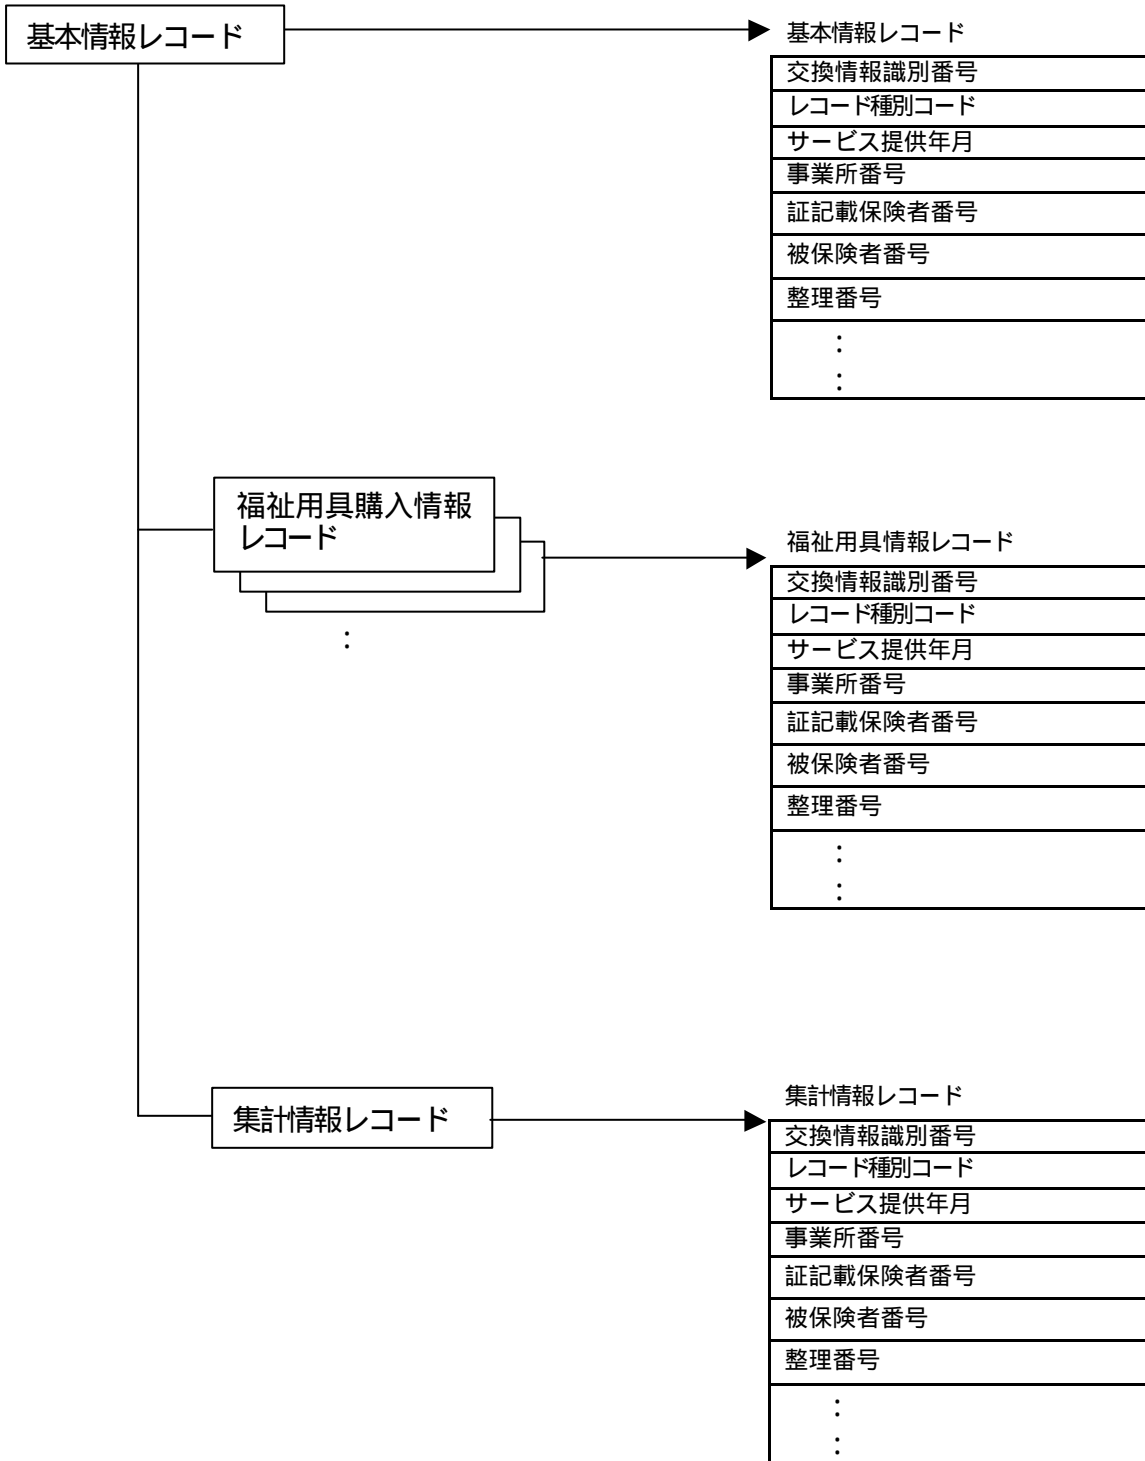 基本情報レコード
基本情報レコード
交換情報識別番号
レコード種別コード
サービス提供年月
事業所番号
証記載保険者番号
被保険者番号
整理番号
：
：
福祉用具購入情報
レコード
：
福祉用具情報レコード
交換情報識別番号
レコード種別コード
サービス提供年月
事業所番号
証記載保険者番号
被保険者番号
整理番号
：
：
集計情報レコード
集計情報レコード
交換情報識別番号
レコード種別コード
サービス提供年月
事業所番号
証記載保険者番号
被保険者番号
整理番号
：
：